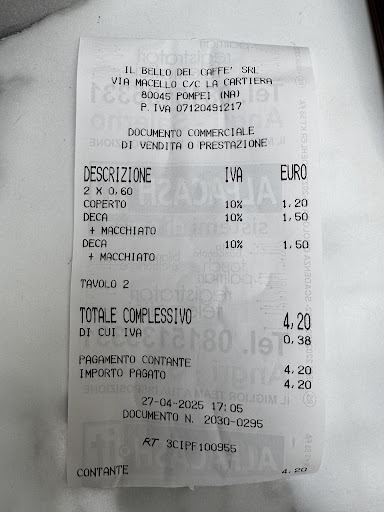 IL BELLO DEL CAFFE' SRL
VIA MACELLO C/C LA CARTIERA
80045 POMPEI (NA)
P.IVA 07120491217
DOCUMENTO COMMERCIALE
DI VENDITA O PRESTAZIONE
DESCRIZIONE IVA EURO
2 X 0,60
COPERTO 10% 1,20
DECA 10% 1,50
+ MACCHIATO
DECA 10% 1,50
+ MACCHIATO
TAVOLO 2
TOTALE COMPLESSIVO 4,20
DI CUI IVA 0,38
PAGAMENTO CONTANTE 4,20
IMPORTO PAGATO 4,20
27-04-2025 17:05
DOCUMENTO N. 2030-0295
RT 3CIPF100955
CONTANTE 4,20